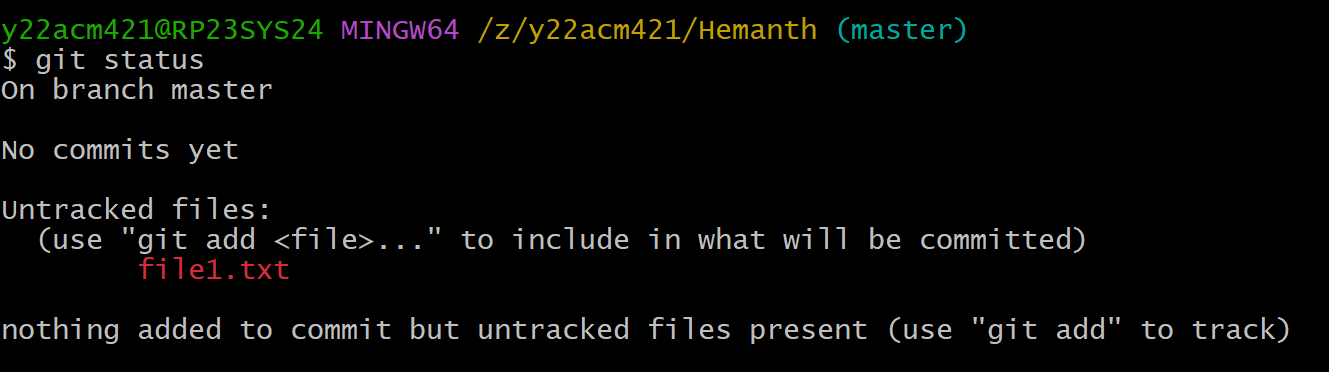 y22acm421@RP23SYS24 MINGW64 /z/y22acm421/Hemanth (master)
$ git status
On branch master
No commits yet
Untracked files:
  (use "git add <file>..." to include in what will be committed)
        file1.txt
nothing added to commit but untracked files present (use "git add" to track)